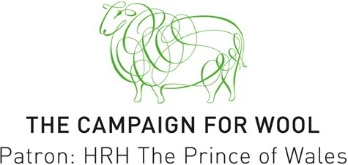 THE CAMPAIGN FOR WOOL
Patron: HRH The Prince of Wales